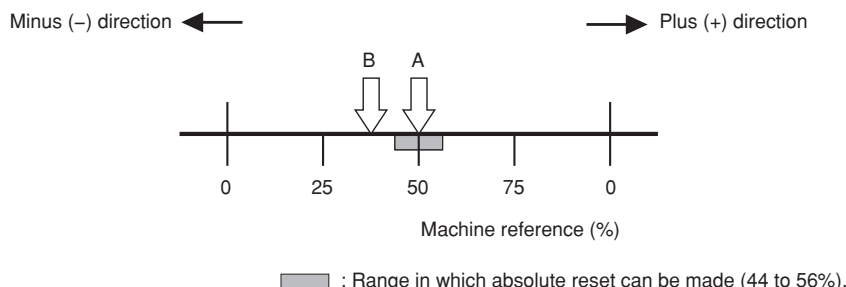 Minus (−) direction
Plus (+) direction
B A
0 25 50 75 0
Machine reference (%)
: Range in which absolute reset can be made (44 to 56%).